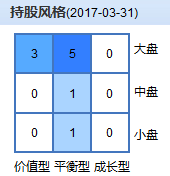 持股风格(2017-03-31)
3 5 0 大盘
0 1 0 中盘
0 1 0 小盘
价值型 平衡型 成长型